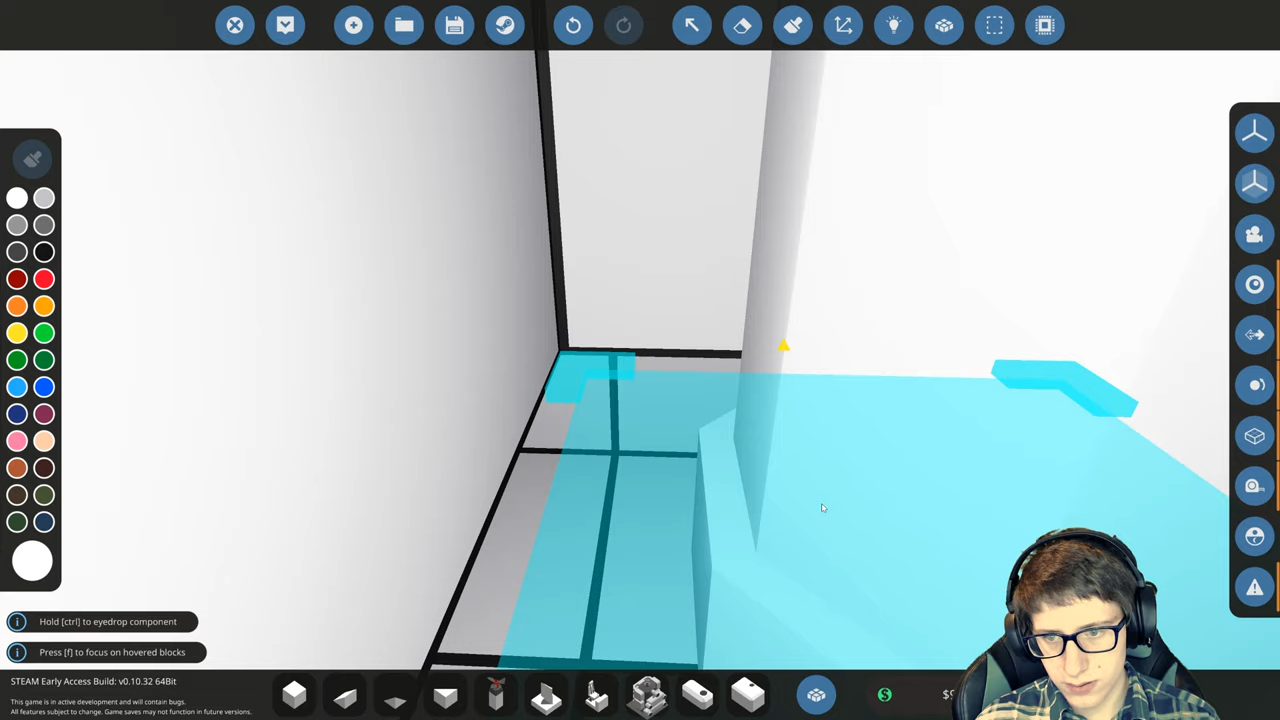 Hold [ctrl] to eyedrop component
Press [f] to focus on hovered blocks
STEAM Early Access Build: v0.10.32 64Bit
This game is in active development and will contain bugs.
All features subject to change. Game saves may not function in future versions.